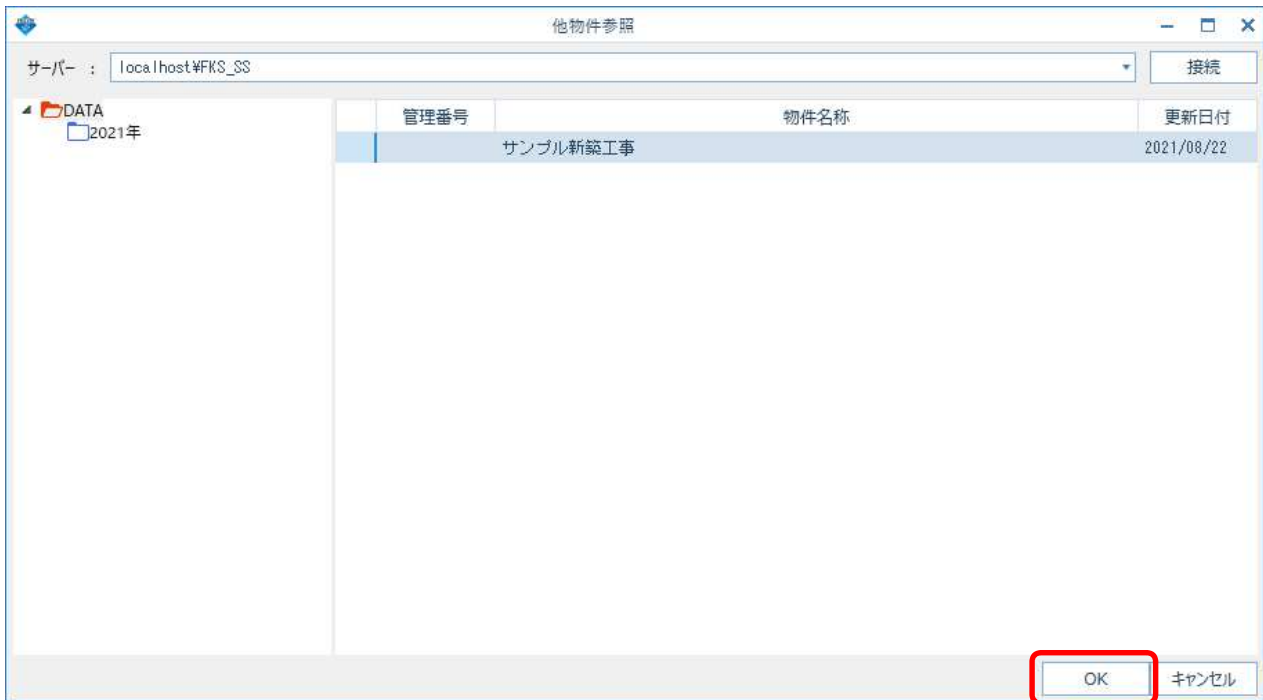 他物件参照
サーバー : localhost¥FKS_SS 接続
DATA
2021年
管理番号 物件名称 更新日付
サンプル新築工事 2021/08/22
OK キャンセル